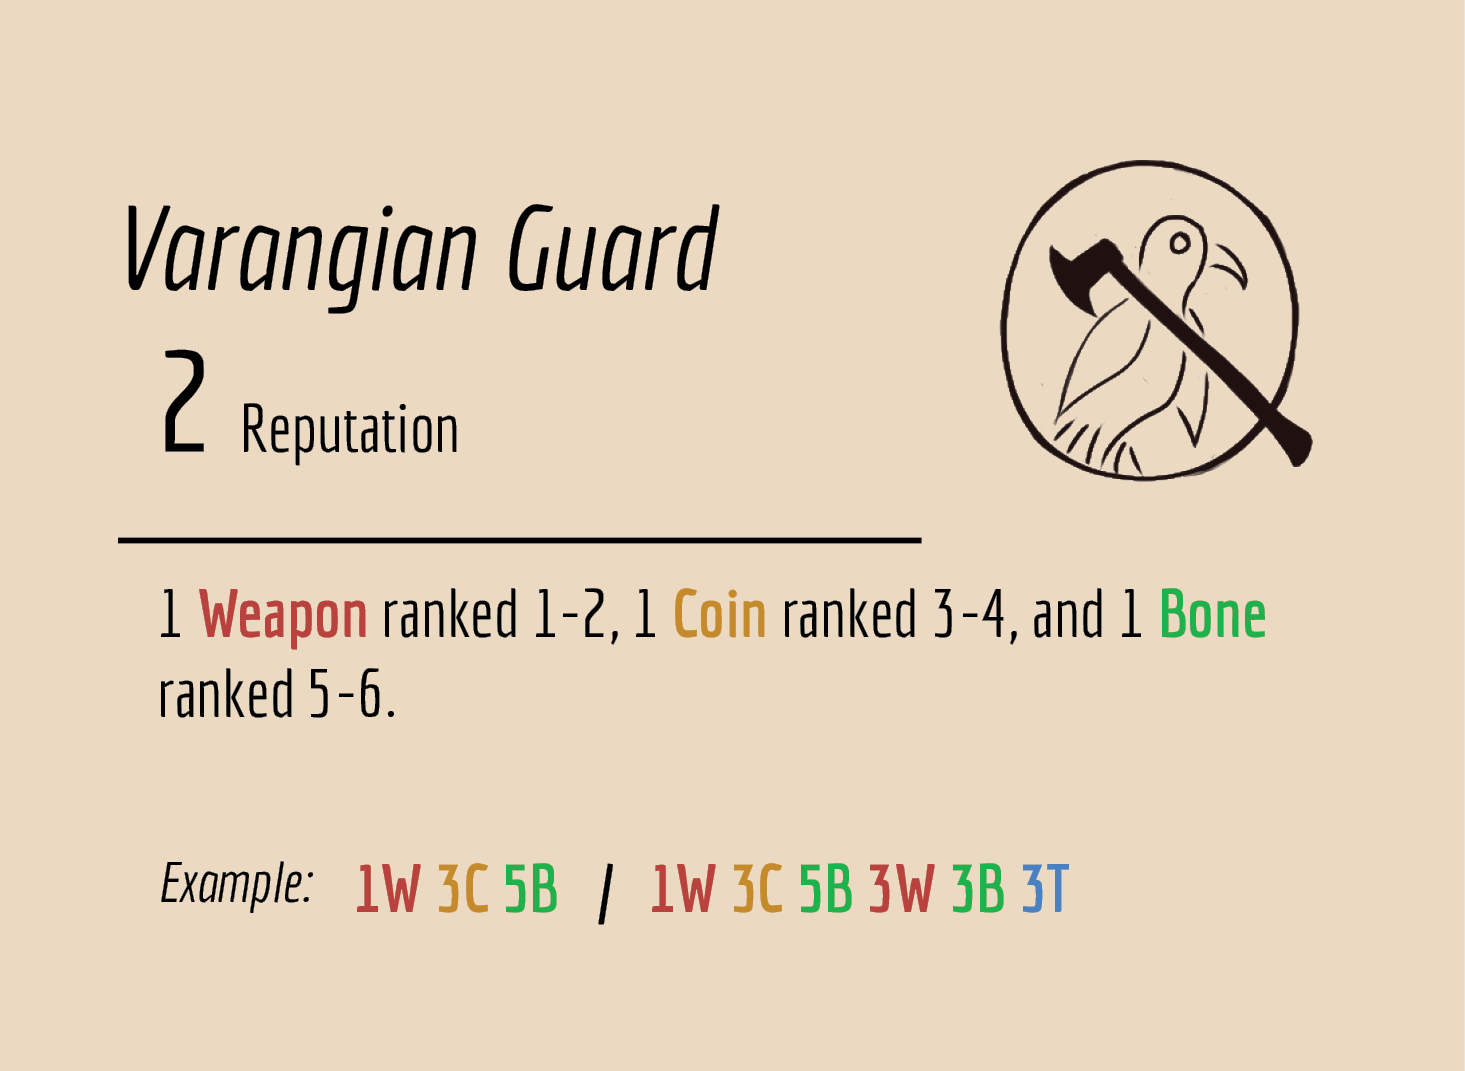 Varangian Guard
2 Reputation
1 Weapon ranked 1-2, 1 Coin ranked 3-4, and 1 Bone
ranked 5-6.
Example: 1W 3C 5B / 1W 3C 5B 3W 3B 3T